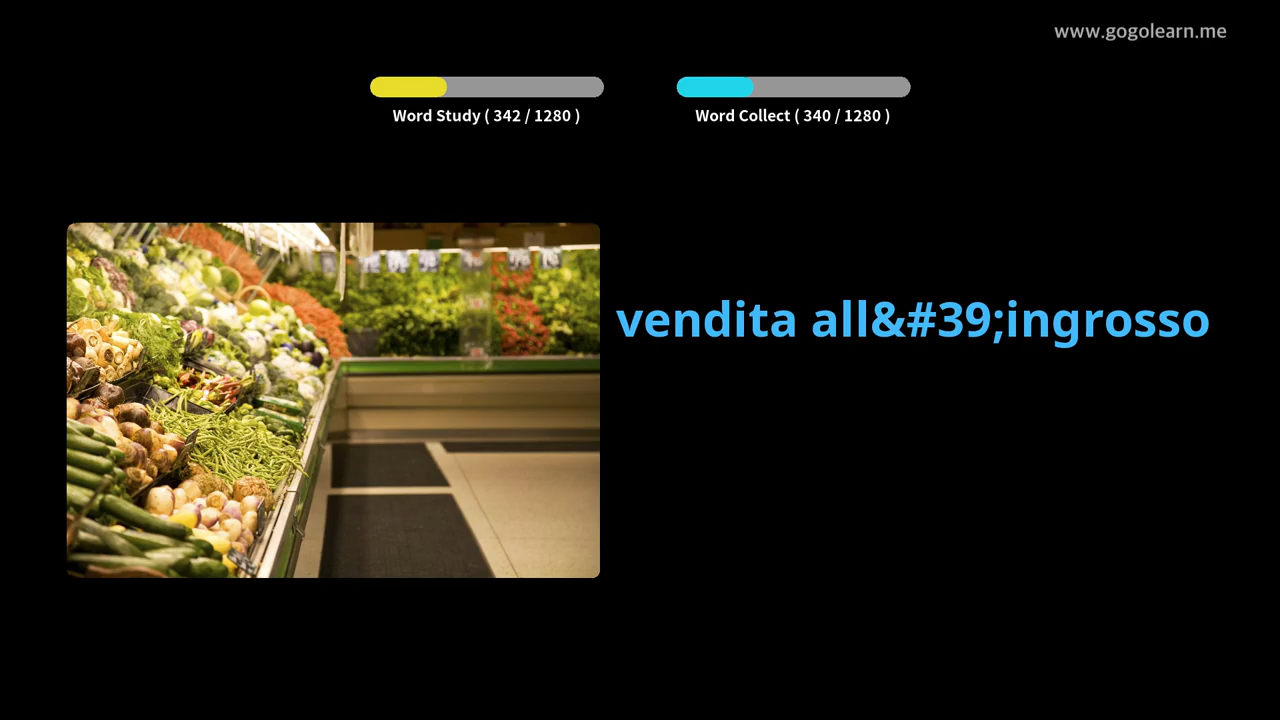 www.gogolearn.me
Word Study ( 342 / 1280 )
Word Collect ( 340 / 1280 )
vendita all&#39;ingrosso